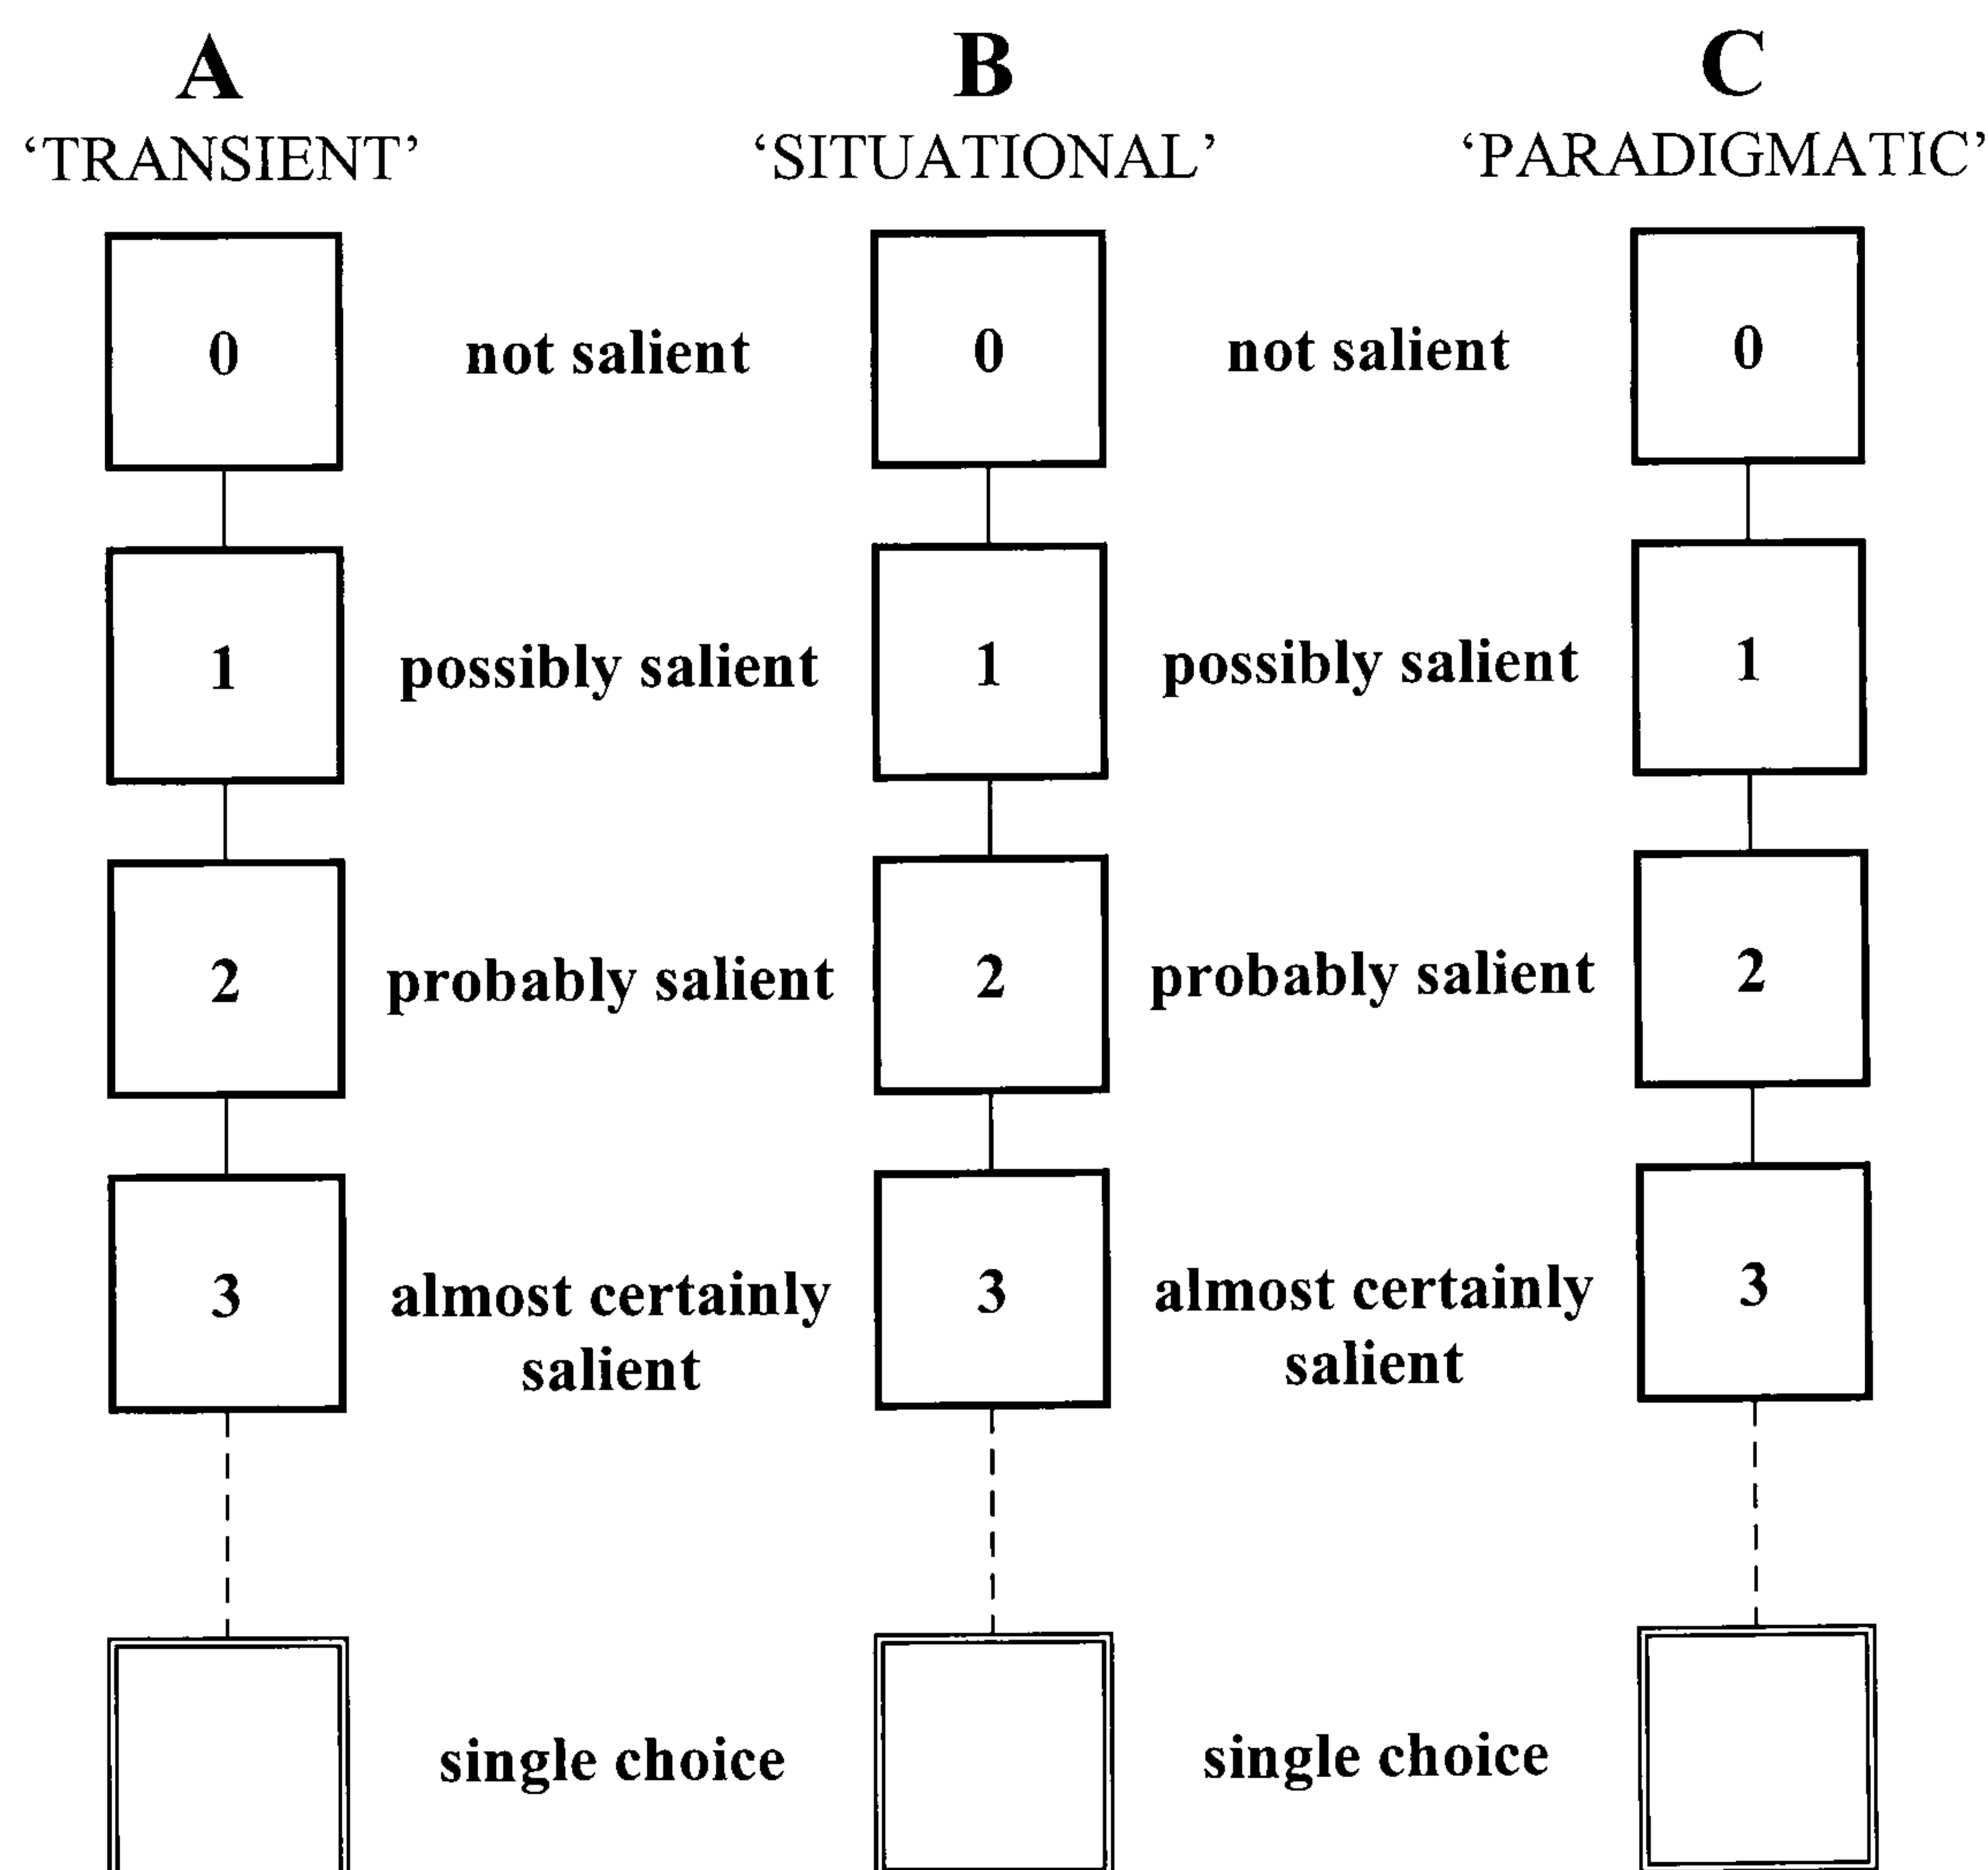 A B C
‘TRANSIENT’ ‘SITUATIONAL’ ‘PARADIGMATIC’
0 not salient 0 not salient 0
1 possibly salient 1 possibly salient 1
2 probably salient 2 probably salient 2
3 almost certainly 3 almost certainly 3
salient salient
single choice single choice